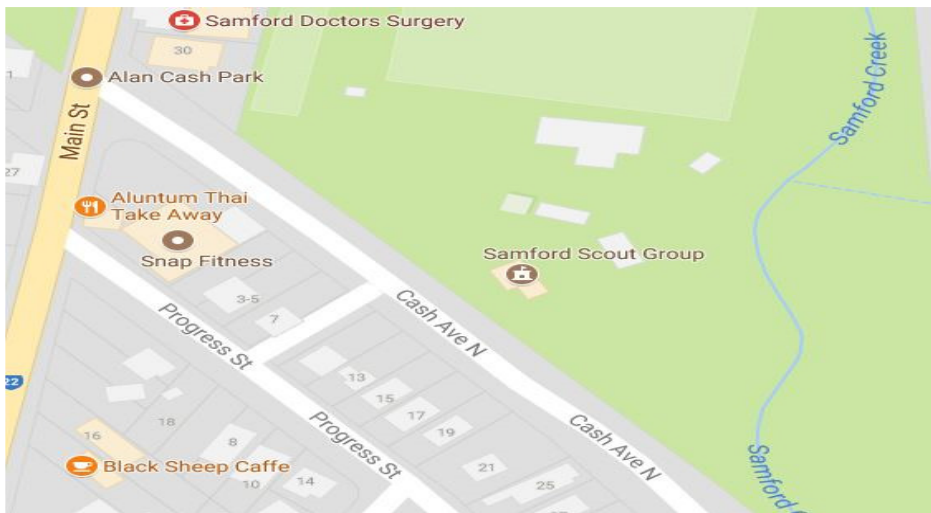 Samford Doctors Surgery
30
Alan Cash Park
Samford Creek
Main St
27
Aluntum Thai
Take Away
Snap Fitness
Samford Scout Group
3-5
7
Cash Ave N
Progress St
13
15
17
19
22
16
18
8
10
14
Black Sheep Caffe
Progress St
Cash Ave N
21
25
Samford